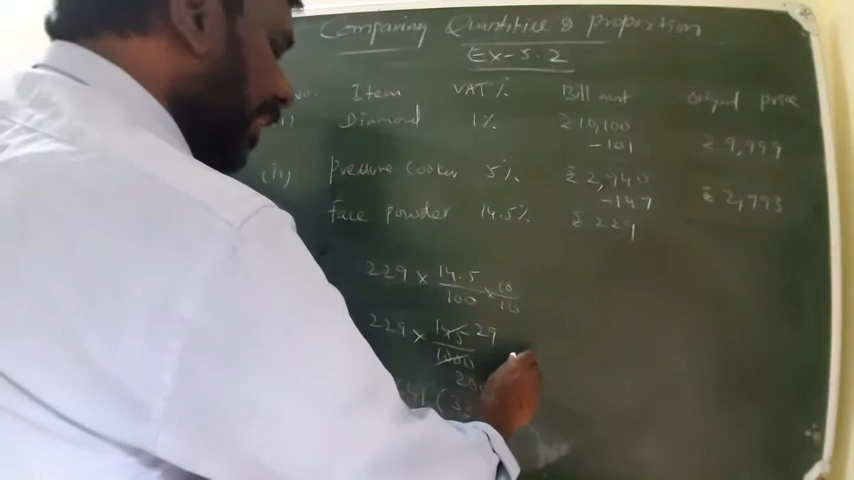 Comparing Quantities & proportion
Ex-5.2
No. Item VAT% Bill amt original price
(i) Diamond 1% ₹10,100
-101 ₹9,999
(ii) pressure Cooker 5% ₹2,940
-147 ₹2,793
Face powder 14.5% ₹229
229 × 14.5/100 × 10/10
229 × 145/1000 29